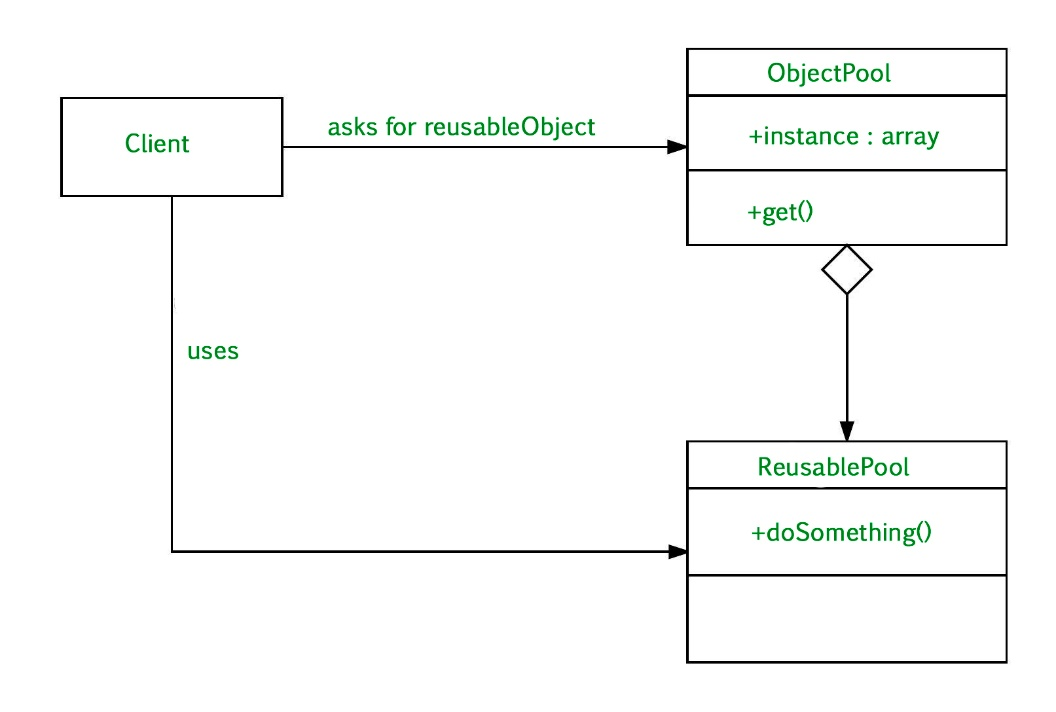 ObjectPool
Client
asks for reusableObject
+instance : array
+get()
uses
ReusablePool
+doSomething()